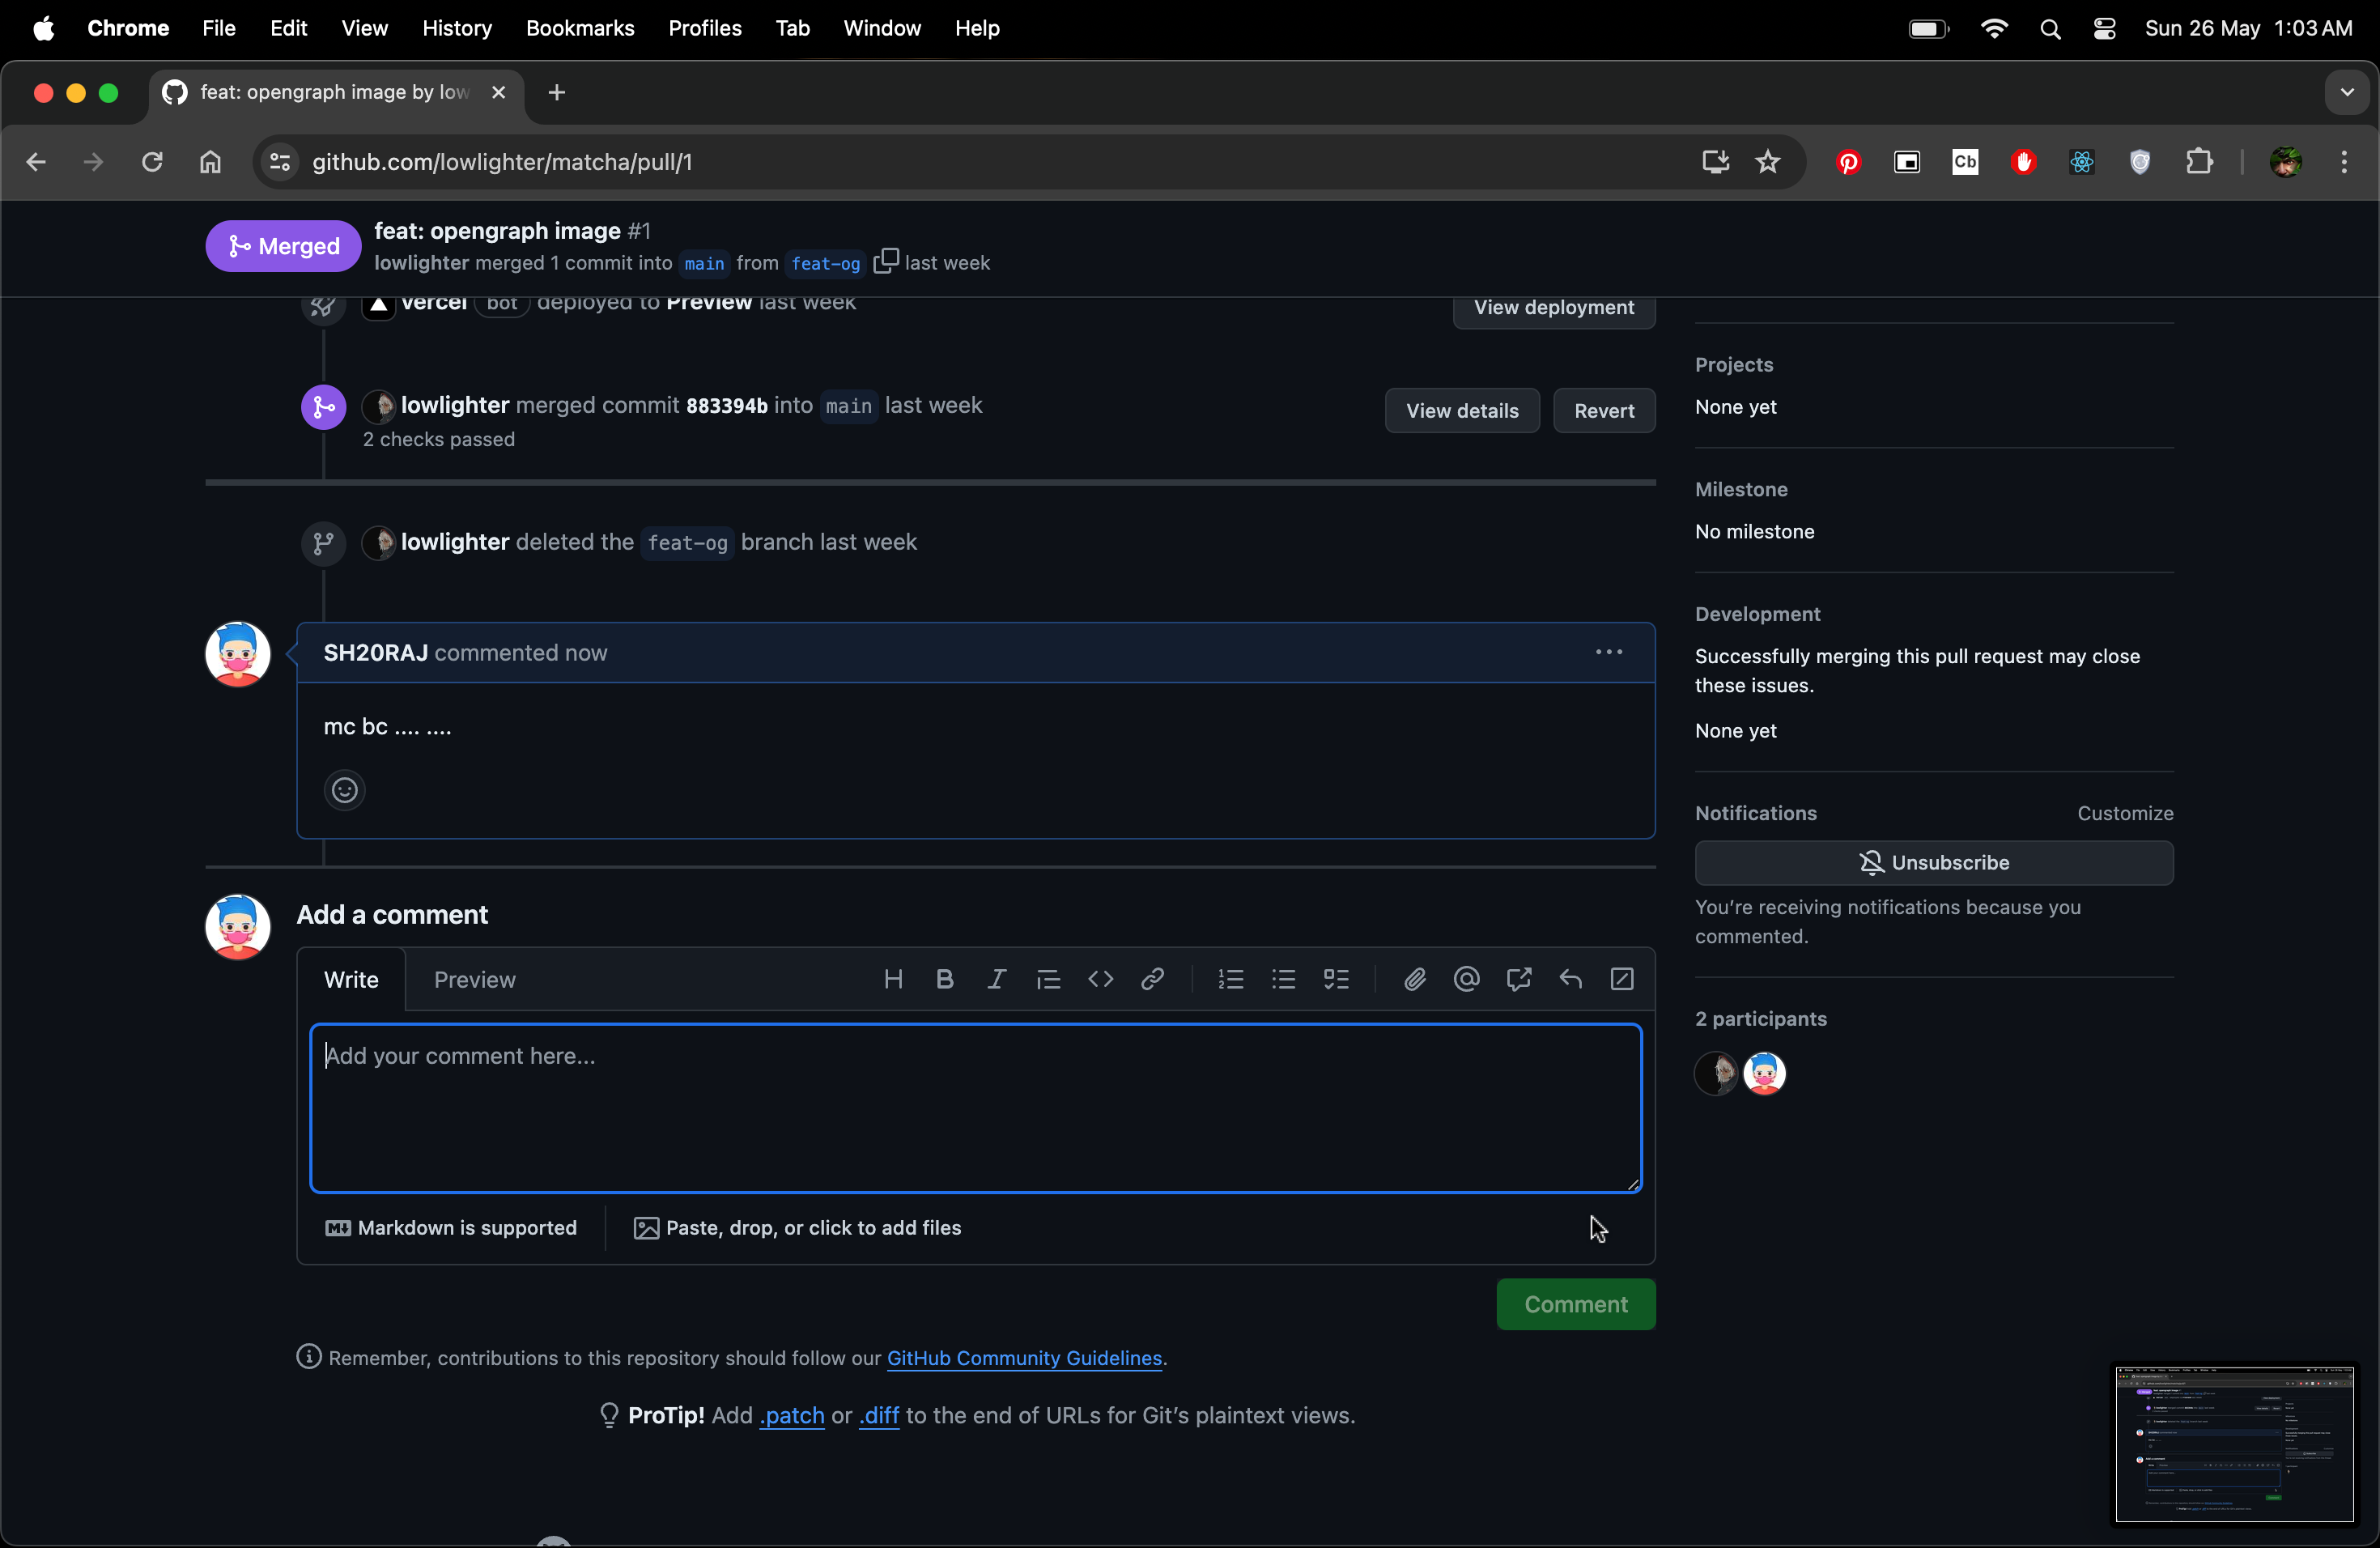 Chrome File Edit View History Bookmarks Profiles Tab Window Help Sun 26 May 1:03 AM
feat: opengraph image by low
github.com/lowlighter/matcha/pull/1
Cb
Merged
feat: opengraph image #1
lowlighter merged 1 commit into main from feat-og last week
vercel bot deployed to Preview last week
View deployment
lowlighter merged commit 883394b into main last week
View details
Revert
2 checks passed
lowlighter deleted the feat-og branch last week
SH20RAJ commented now
mc bc .... ....
Add a comment
Write
Preview
Add your comment here...
Markdown is supported
Paste, drop, or click to add files
Comment
Remember, contributions to this repository should follow our GitHub Community Guidelines.
ProTip! Add .patch or .diff to the end of URLs for Git’s plaintext views.
Projects
None yet
Milestone
No milestone
Development
Successfully merging this pull request may close
these issues.
None yet
Notifications
Customize
Unsubscribe
You’re receiving notifications because you
commented.
2 participants